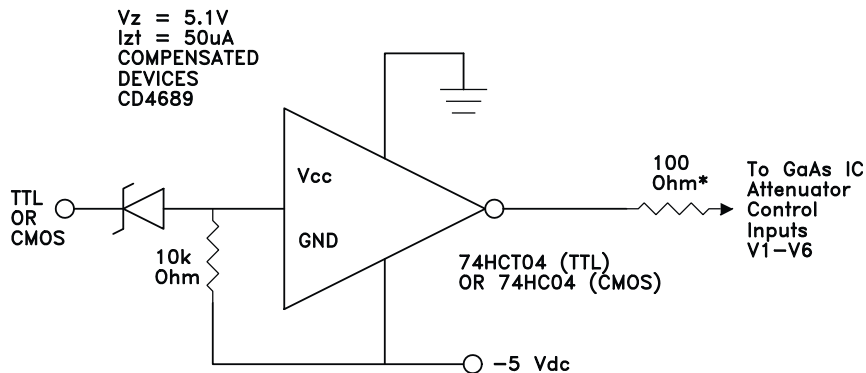 Vz = 5.1V
Izt = 50uA
COMPENSATED
DEVICES
CD4689
Vcc
GND
TTL
OR
CMOS
10k
Ohm
100
Ohm*
To GaAs IC
Attenuator
Control
Inputs
V1-V6
74HCT04 (TTL)
OR 74HC04 (CMOS)
-5 Vdc